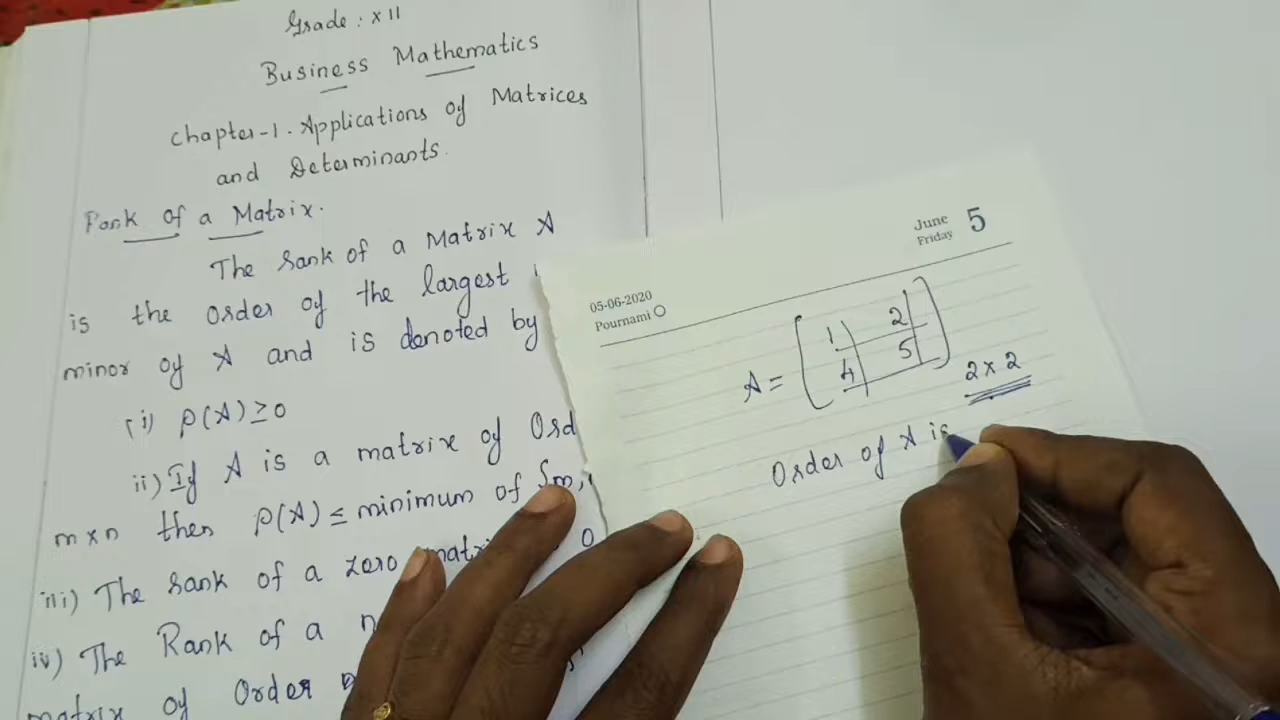 Grade : XII
Business Mathematics
Chapter-1. Applications of Matrices
and Determinants.
Rank of a Matrix.
The rank of a Matrix A
is the order of the largest
minor of A and is denoted by
(i) ρ(A) ≥ 0
ii) If A is a matrix of Ord
m×n then ρ(A) ≤ minimum of {m,
iii) The rank of a zero matri 0
iv) The Rank of a n
matrix of Order
June 5
Friday
05-06-2020
Pournami O
A = [ 1 2
4 5 ]
2×2
Order of A is